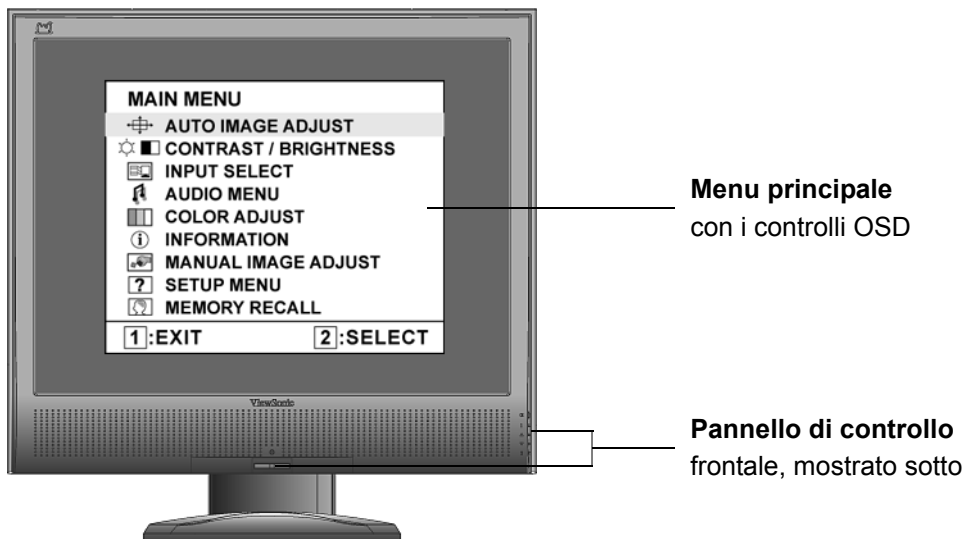 MAIN MENU
AUTO IMAGE ADJUST
CONTRAST / BRIGHTNESS
INPUT SELECT
AUDIO MENU
COLOR ADJUST
INFORMATION
MANUAL IMAGE ADJUST
SETUP MENU
MEMORY RECALL
1:EXIT 2:SELECT
Menu principale
con i controlli OSD
ViewSonic
Pannello di controllo
frontale, mostrato sotto